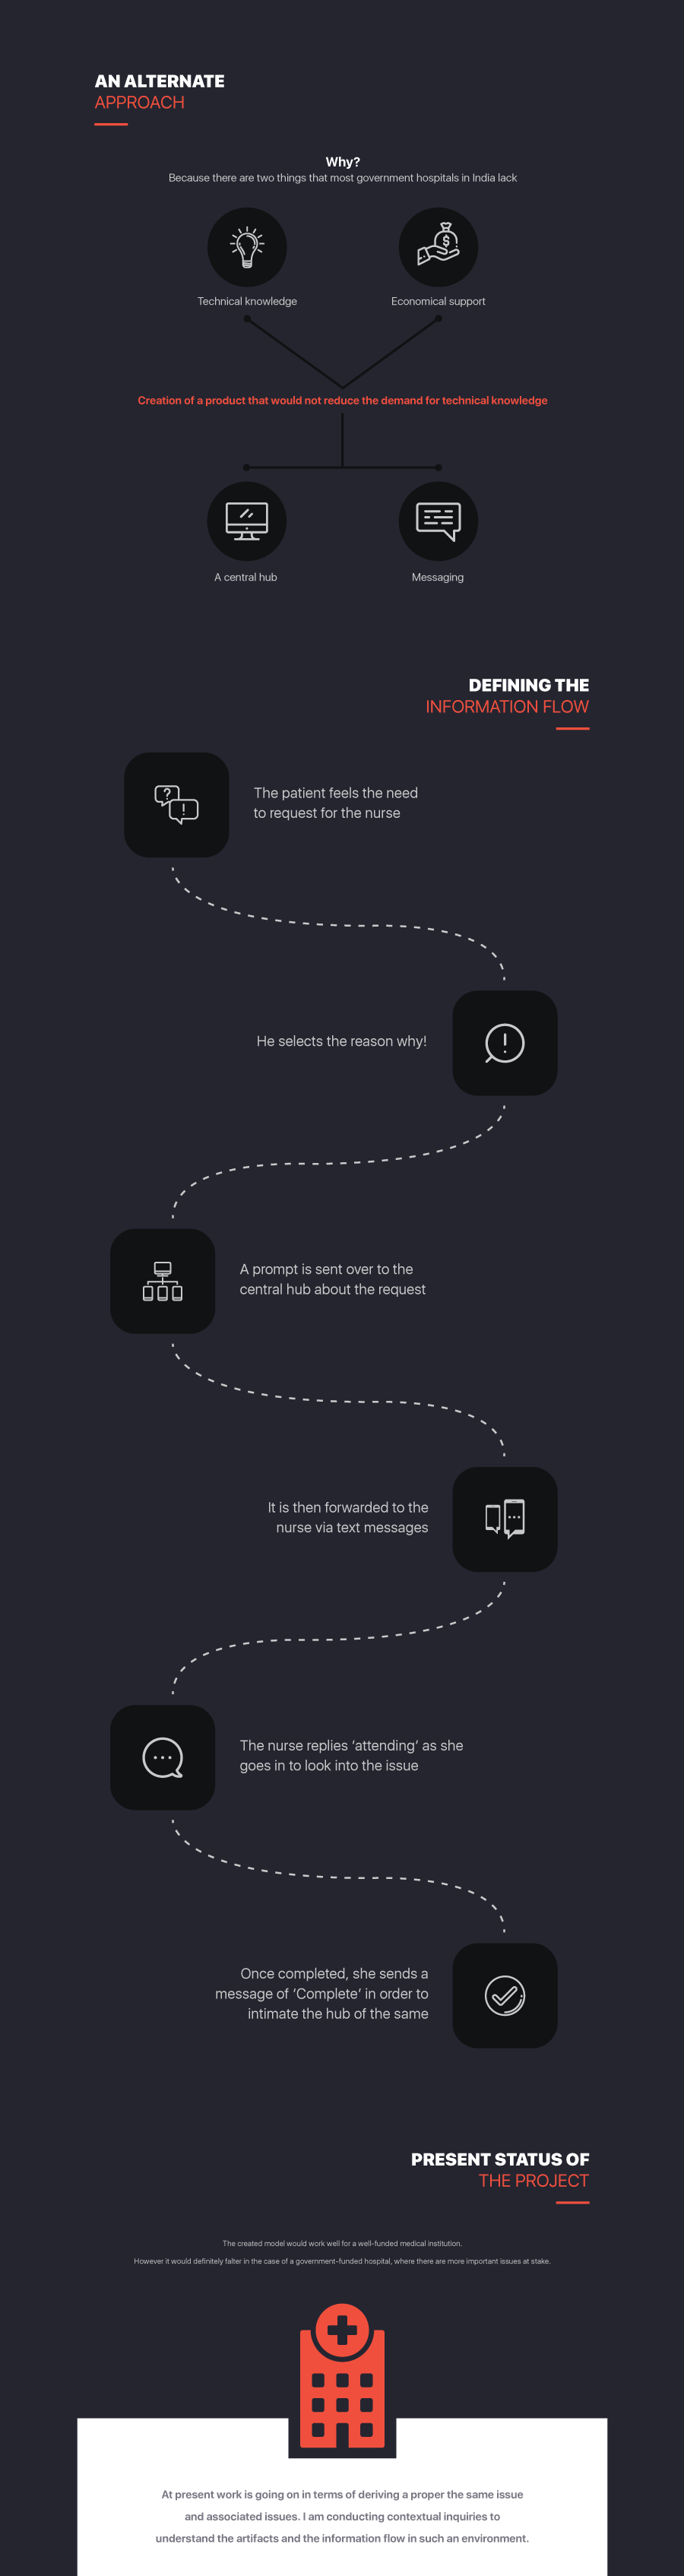 AN ALTERNATE
APPROACH
Why?
Because there are two things that most government hospitals in India lack
Technical knowledge
Economical support
Creation of a product that would not reduce the demand for technical knowledge
A central hub
Messaging
DEFINING THE
INFORMATION FLOW
The patient feels the need
to request for the nurse
He selects the reason why!
A prompt is sent over to the
central hub about the request
It is then forwarded to the
nurse via text messages
The nurse replies ‘attending’ as she
goes in to look into the issue
Once completed, she sends a
message of ‘Complete’ in order to
intimate the hub of the same
PRESENT STATUS OF
THE PROJECT
The created model would work well for a well-funded medical institution.
However it would definitely falter in the case of a government-funded hospital, where there are more important issues at stake.
At present work is going on in terms of deriving a proper the same issue
and associated issues. I am conducting contextual inquiries to
understand the artifacts and the information flow in such an environment.